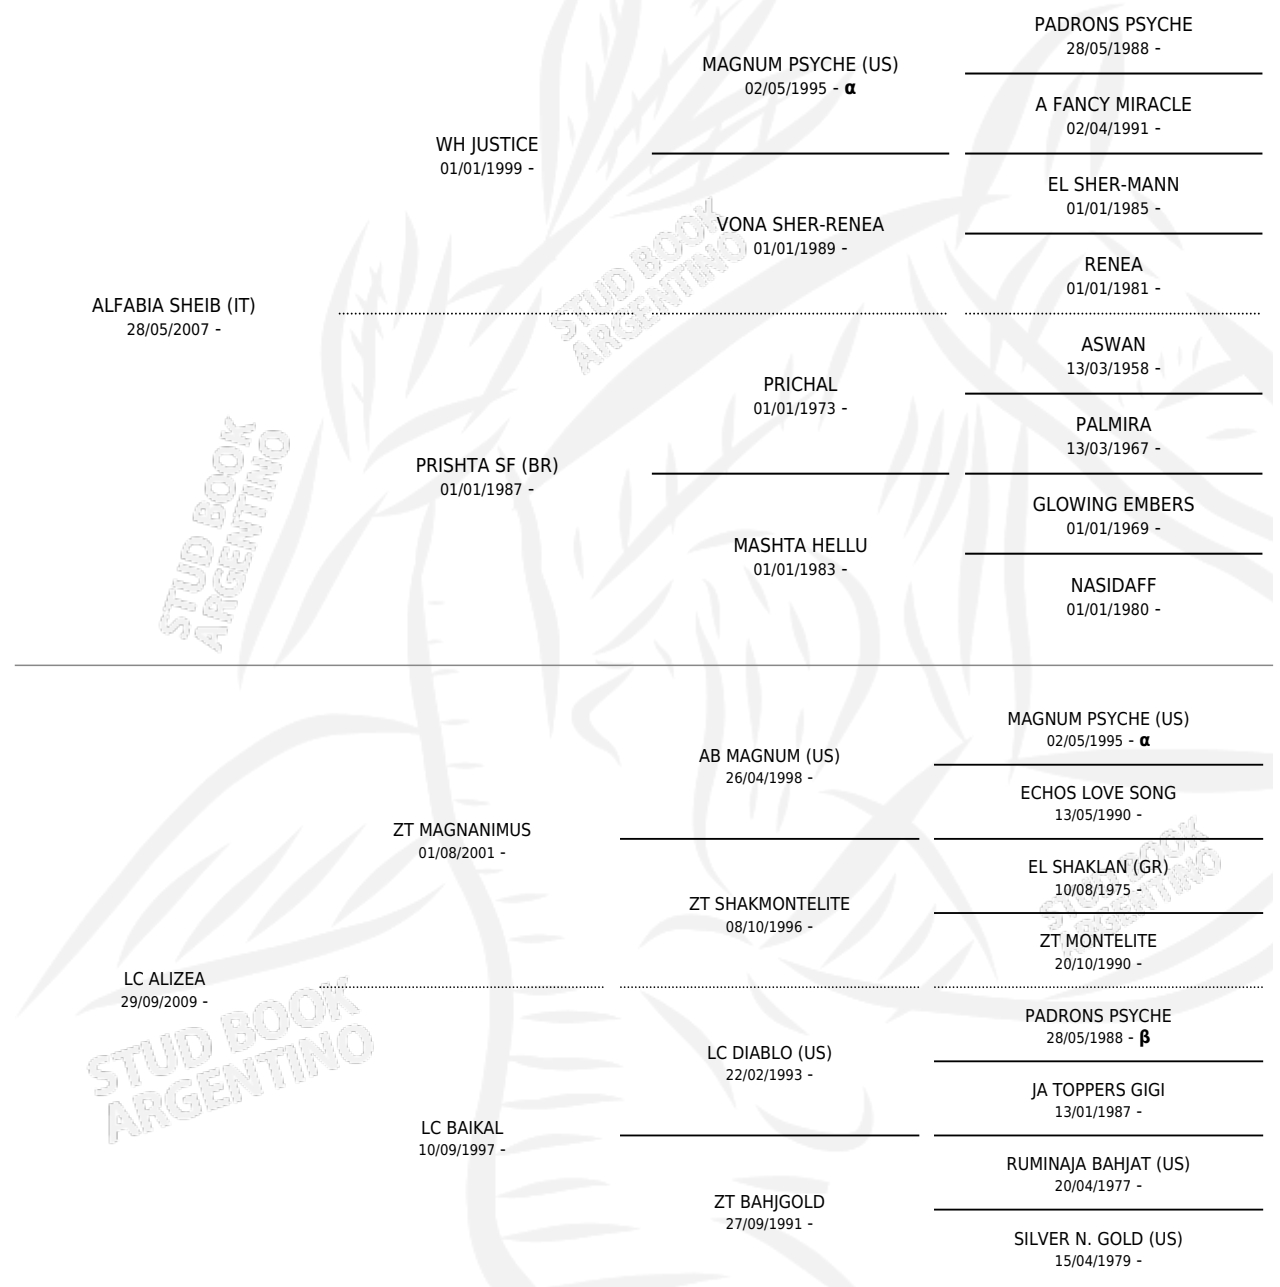 PADRONS PSYCHE
28/05/1988 -
MAGNUM PSYCHE (US)
02/05/1995 - α
A FANCY MIRACLE
02/04/1991 -
WH JUSTICE
01/01/1999 -
EL SHER-MANN
01/01/1985 -
VONA SHER-RENEA
01/01/1989 -
RENEA
01/01/1981 -
ALFABIA SHEIB (IT)
28/05/2007 -
ASWAN
13/03/1958 -
PRICHAL
01/01/1973 -
PALMIRA
13/03/1967 -
PRISHTA SF (BR)
01/01/1987 -
GLOWING EMBERS
01/01/1969 -
MASHTA HELLU
01/01/1983 -
NASIDAFF
01/01/1980 -
MAGNUM PSYCHE (US)
02/05/1995 - α
AB MAGNUM (US)
26/04/1998 -
ECHOS LOVE SONG
13/05/1990 -
ZT MAGNANIMUS
01/08/2001 -
EL SHAKLAN (GR)
10/08/1975 -
ZT SHAKMONTELITE
08/10/1996 -
ZT MONTELITE
20/10/1990 -
LC ALIZEA
29/09/2009 -
PADRONS PSYCHE
28/05/1988 - β
LC DIABLO (US)
22/02/1993 -
JA TOPPERS GIGI
13/01/1987 -
LC BAIKAL
10/09/1997 -
RUMINAJA BAHJAT (US)
20/04/1977 -
ZT BAHJGOLD
27/09/1991 -
SILVER N. GOLD (US)
15/04/1979 -
STUD BOOK
ARGENTINO
STUD BOOK
ARGENTINO
STUD BOOK
ARGENTINO
STUD BOOK
ARGENTINO